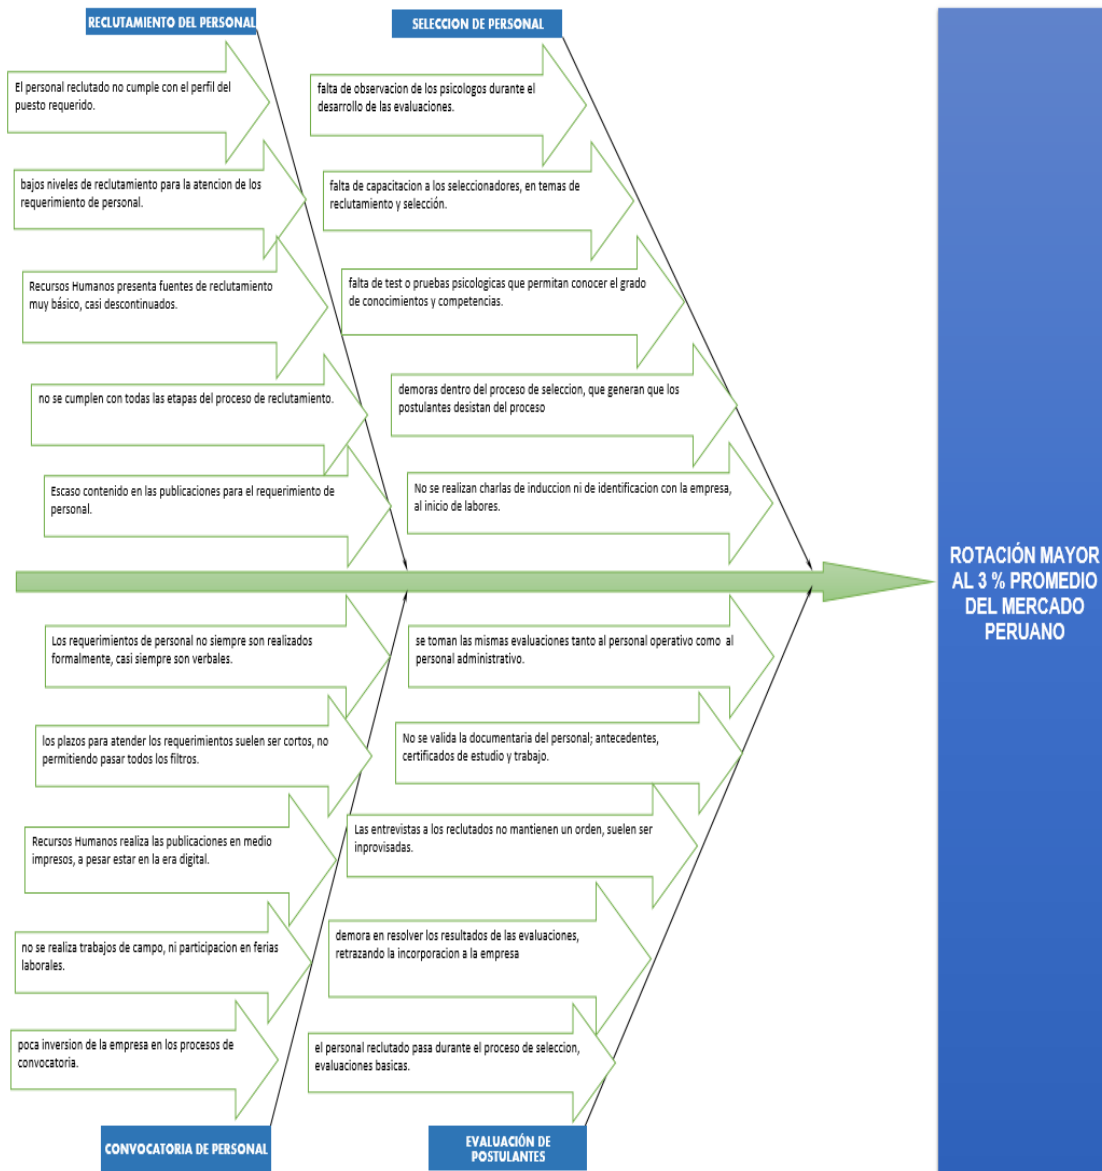 RECLUTAMIENTO DEL PERSONAL
El personal reclutado no cumple con el perfil del
puesto requerido.
bajos niveles de reclutamiento para la atencion de los
requerimiento de personal.
Recursos Humanos presenta fuentes de reclutamiento
muy básico, casi descontinuados.
no se cumplen con todas las etapas del proceso de reclutamiento.
Escaso contenido en las publicaciones para el requerimiento de
personal.
SELECCION DE PERSONAL
falta de observacion de los psicologos durante el
desarrollo de las evaluaciones.
falta de capacitacion a los seleccionadores, en temas de
reclutamiento y selección.
falta de test o pruebas psicologicas que permitan conocer el grado
de conocimientos y competencias.
demoras dentro del proceso de seleccion, que generan que los
postulantes desistan del proceso
No se realizan charlas de induccion ni de identificacion con la empresa,
al inicio de labores.
ROTACIÓN MAYOR
AL 3 % PROMEDIO
DEL MERCADO
PERUANO
Los requerimientos de personal no siempre son realizados
formalmente, casi siempre son verbales.
los plazos para atender los requerimientos suelen ser cortos, no
permitiendo pasar todos los filtros.
Recursos Humanos realiza las publicaciones en medio
impresos, a pesar estar en la era digital.
no se realiza trabajos de campo, ni participacion en ferias
laborales.
poca inversion de la empresa en los procesos de
convocatoria.
CONVOCATORIA DE PERSONAL
se toman las mismas evaluaciones tanto al personal operativo como al
personal administrativo.
No se valida la documentaria del personal; antecedentes,
certificados de estudio y trabajo.
Las entrevistas a los reclutados no mantienen un orden, suelen ser
inprovisadas.
demora en resolver los resultados de las evaluaciones,
retrazando la incorporacion a la empresa
el personal reclutado pasa durante el proceso de seleccion,
evaluaciones basicas.
EVALUACIÓN DE
POSTULANTES